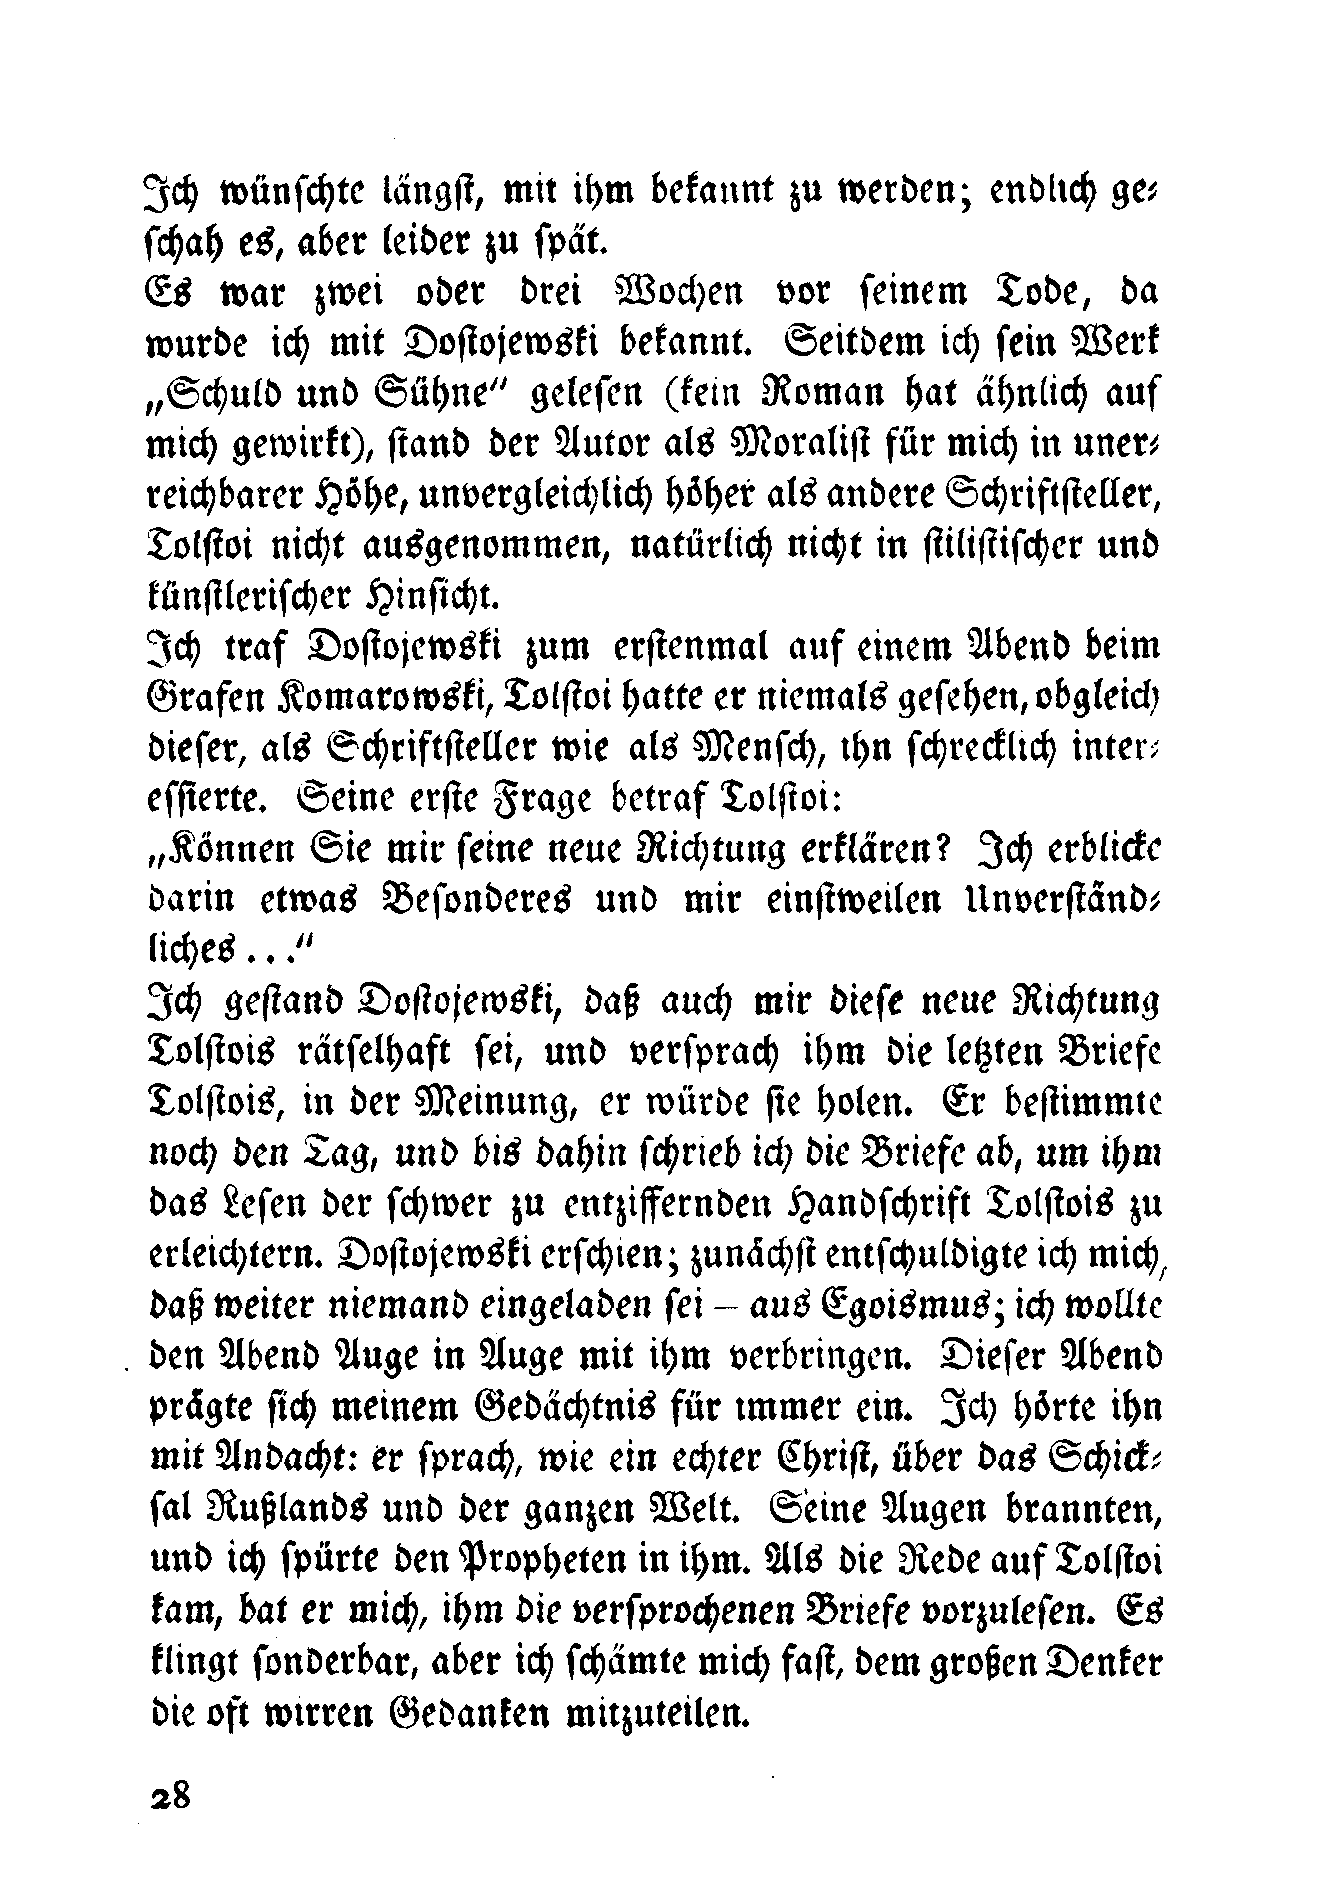 Ich wünschte längst, mit ihm bekannt zu werden; endlich ge-
schah es, aber leider zu spät.
Es war zwei oder drei Wochen vor seinem Tode, da
wurde ich mit Dostojewski bekannt. Seitdem ich sein Werk
„Schuld und Sühne“ gelesen (kein Roman hat ähnlich auf
mich gewirkt), stand der Autor als Moralist für mich in uner-
reichbarer Höhe, unvergleichlich höher als andere Schriftsteller,
Tolstoi nicht ausgenommen, natürlich nicht in stilistischer und
künstlerischer Hinsicht.
Ich traf Dostojewski zum erstenmal auf einem Abend beim
Grafen Komarowski, Tolstoi hatte er niemals gesehen, obgleich
dieser, als Schriftsteller wie als Mensch, ihn schrecklich inter-
essierte. Seine erste Frage betraf Tolstoi:
„Können Sie mir seine neue Richtung erklären? Ich erblicke
darin etwas Besonderes und mir einstweilen Unverständ-
liches ...“
Ich gestand Dostojewski, daß auch mir diese neue Richtung
Tolstois rätselhaft sei, und versprach ihm die letzten Briefe
Tolstois, in der Meinung, er würde sie holen. Er bestimmte
noch den Tag, und bis dahin schrieb ich die Briefe ab, um ihm
das Lesen der schwer zu entziffernden Handschrift Tolstois zu
erleichtern. Dostojewski erschien; zunächst entschuldigte ich mich,
daß weiter niemand eingeladen sei – aus Egoismus; ich wollte
den Abend Auge in Auge mit ihm verbringen. Dieser Abend
prägte sich meinem Gedächtnis für immer ein. Ich hörte ihn
mit Andacht: er sprach, wie ein echter Christ, über das Schick-
sal Rußlands und der ganzen Welt. Seine Augen brannten,
und ich spürte den Propheten in ihm. Als die Rede auf Tolstoi
kam, bat er mich, ihm die versprochenen Briefe vorzulesen. Es
klingt sonderbar, aber ich schämte mich fast, dem großen Denker
die oft wirren Gedanken mitzuteilen.
28